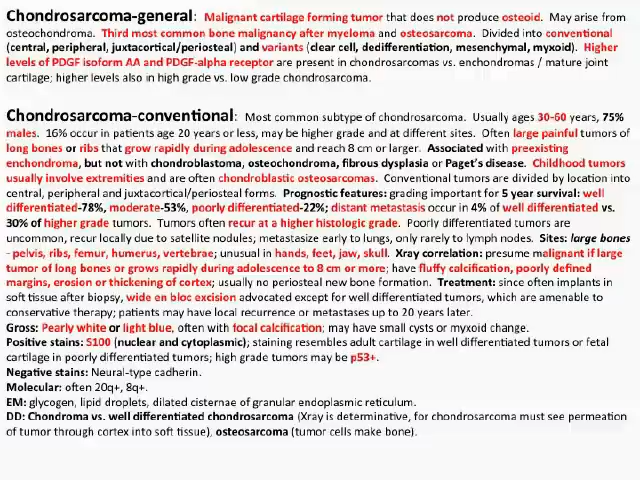 Chondrosarcoma-general: Malignant cartilage forming tumor that does not produce osteoid. May arise from
osteochondroma. Third most common bone malignancy after myeloma and osteosarcoma. Divided into conventional
(central, peripheral, juxtacortical/periosteal) and variants (clear cell, dedifferentiation, mesenchymal, myxoid). Higher
levels of PDGF isoform AA and PDGF-alpha receptor are present in chondrosarcomas vs. enchondromas / mature joint
cartilage; higher levels also in high grade vs. low grade chondrosarcoma.
Chondrosarcoma-conventional: Most common subtype of chondrosarcoma. Usually ages 30-60 years, 75%
males. 16% occur in patients age 20 years or less, may be higher grade and at different sites. Often large painful tumors of
long bones or ribs that grow rapidly during adolescence and reach 8 cm or larger. Associated with preexisting
enchondroma, but not with chondroblastoma, osteochondroma, fibrous dysplasia or Paget's disease. Childhood tumors
usually involve extremities and are often chondroblastic osteosarcomas. Conventional tumors are divided by location into
central, peripheral and juxtacortical/periosteal forms. Prognostic features: grading important for 5 year survival: well
differentiated-78%, moderate-53%, poorly differentiated-22%; distant metastasis occur in 4% of well differentiated vs.
30% of higher grade tumors. Tumors often recur at a higher histologic grade. Poorly differentiated tumors are
uncommon, recur locally due to satellite nodules; metastasize early to lungs, only rarely to lymph nodes. Sites: large bones
- pelvis, ribs, femur, humerus, vertebrae; unusual in hands, feet, jaw, skull. Xray correlation: presume malignant if large
tumor of long bones or grows rapidly during adolescence to 8 cm or more; have fluffy calcification, poorly defined
margins, erosion or thickening of cortex; usually no periosteal new bone formation. Treatment: since often implants in
soft tissue after biopsy, wide en bloc excision advocated except for well differentiated tumors, which are amenable to
conservative therapy; patients may have local recurrence or metastases up to 20 years later.
Gross: Pearly white or light blue, often with focal calcification; may have small cysts or myxoid change.
Positive stains: S100 (nuclear and cytoplasmic); staining resembles adult cartilage in well differentiated tumors or fetal
cartilage in poorly differentiated tumors; high grade tumors may be p53+.
Negative stains: Neural-type cadherin.
Molecular: often 20q+, 8q+.
EM: glycogen, lipid droplets, dilated cisternae of granular endoplasmic reticulum.
DD: Chondroma vs. well differentiated chondrosarcoma (Xray is determinative, for chondrosarcoma must see permeation
of tumor through cortex into soft tissue), osteosarcoma (tumor cells make bone).